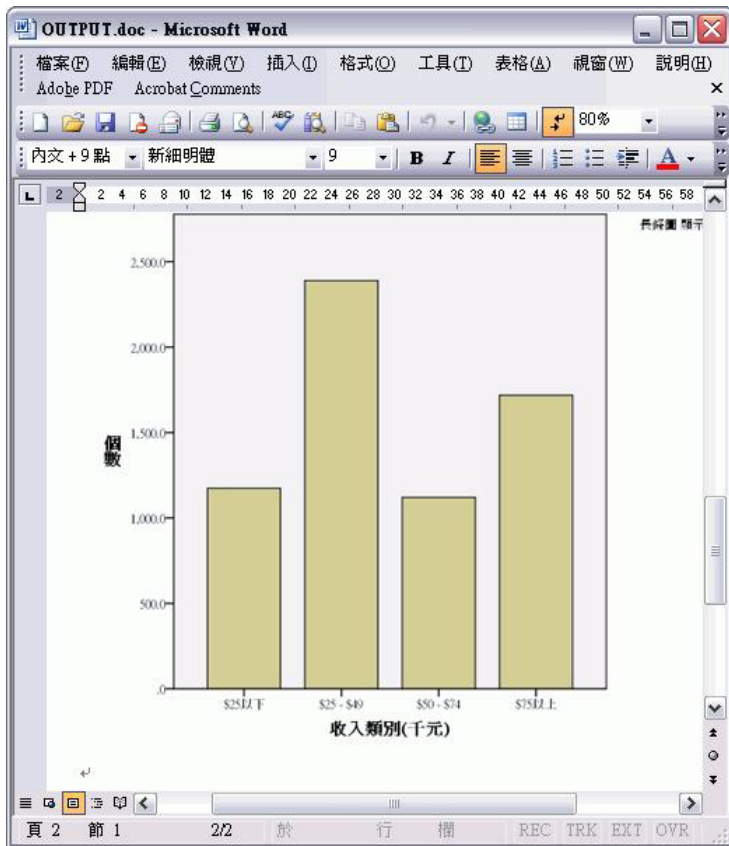 OUTPUT.doc - Microsoft Word
檔案(F) 編輯(E) 檢視(V) 插入(I) 格式(O) 工具(T) 表格(A) 視窗(W) 說明(H)
Adobe PDF Acrobat Comments
80%
內文 + 9 點 新細明體 9 B I A
2 2 4 6 8 10 12 14 16 18 20 22 24 26 28 30 32 34 36 38 40 42 44 46 48 50 52 54 56 58
長條圖 顯示
2,500.0
2,000.0
1,500.0
個數
1,000.0
500.0
.0
$25以下 $25 - $49 $50 - $74 $75以上
收入類別(千元)
頁 2 節 1 2/2 於 行 欄 REC TRK EXT OVR